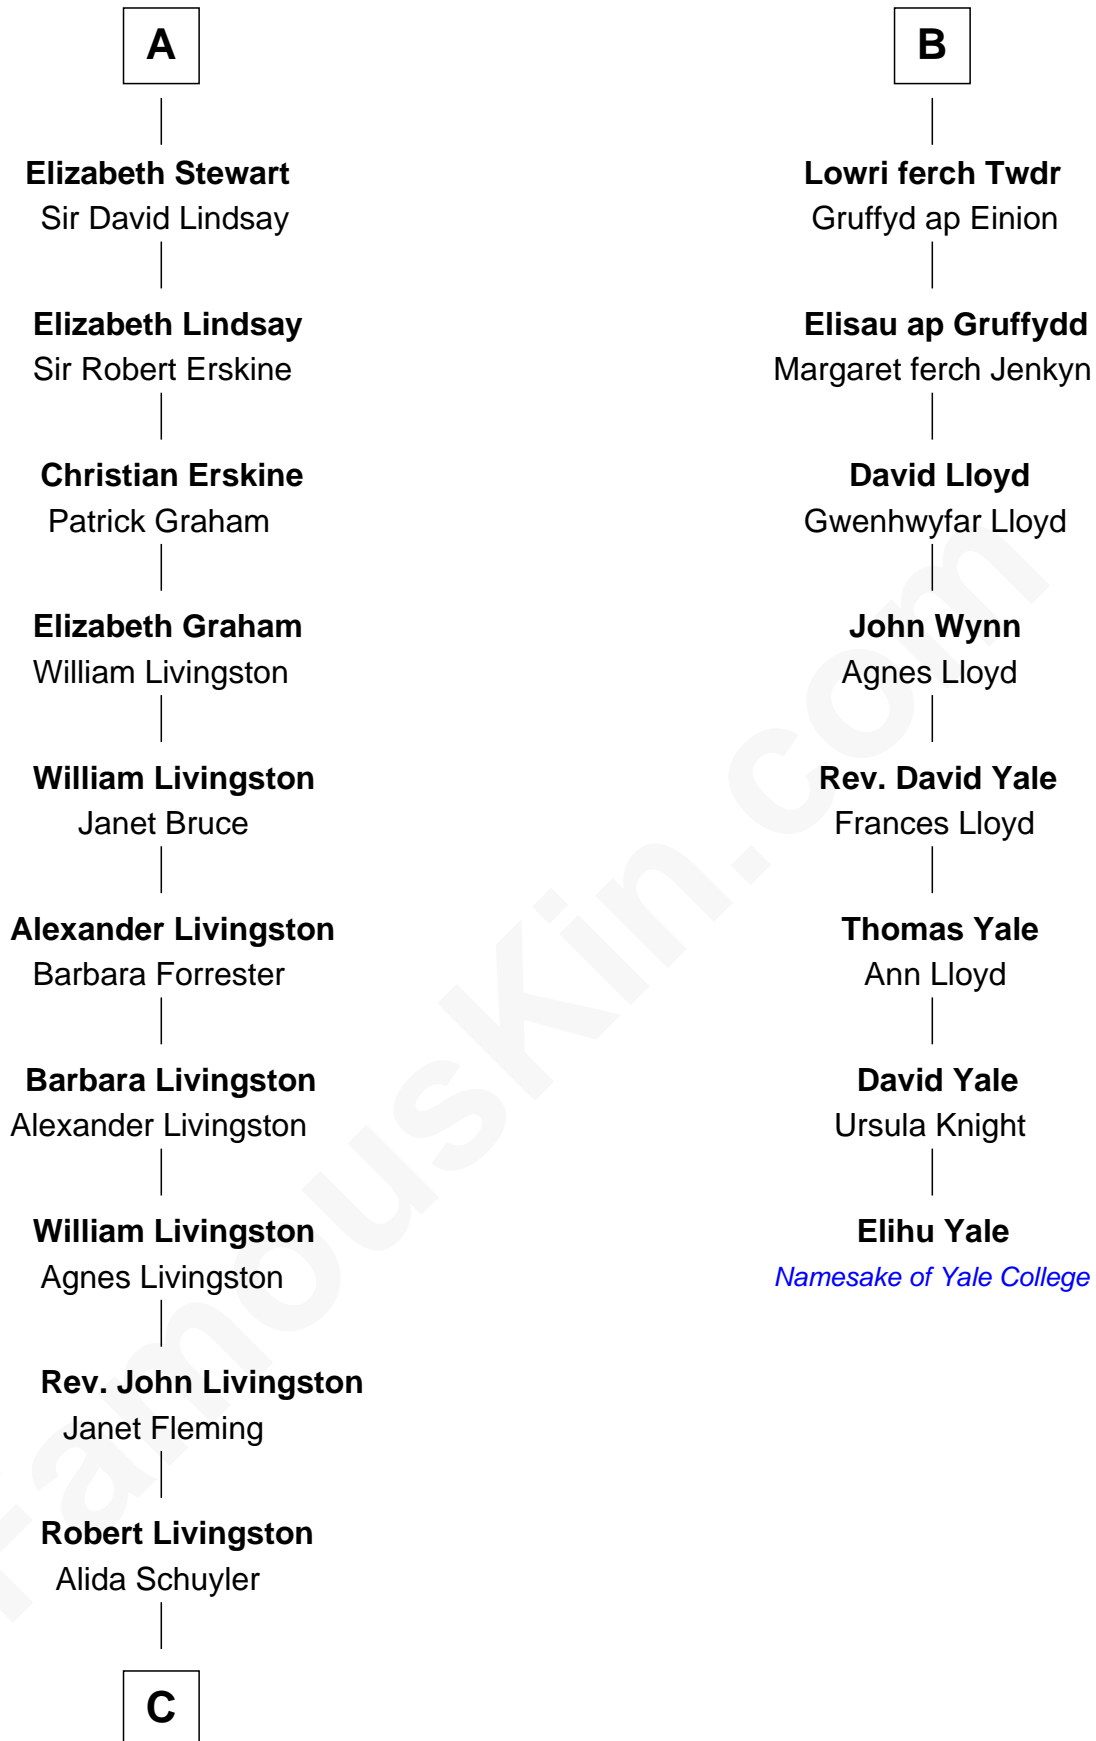 A
Elizabeth Stewart
Sir David Lindsay
Elizabeth Lindsay
Sir Robert Erskine
Christian Erskine
Patrick Graham
Elizabeth Graham
William Livingston
William Livingston
Janet Bruce
Alexander Livingston
Barbara Forrester
Barbara Livingston
Alexander Livingston
William Livingston
Agnes Livingston
Rev. John Livingston
Janet Fleming
Robert Livingston
Alida Schuyler
C
B
Lowri ferch Twdr
Gruffyd ap Einion
Elisau ap Gruffydd
Margaret ferch Jenkyn
David Lloyd
Gwenhwyfar Lloyd
John Wynn
Agnes Lloyd
Rev. David Yale
Frances Lloyd
Thomas Yale
Ann Lloyd
David Yale
Ursula Knight
Elihu Yale
Namesake of Yale College
FamousKin.com